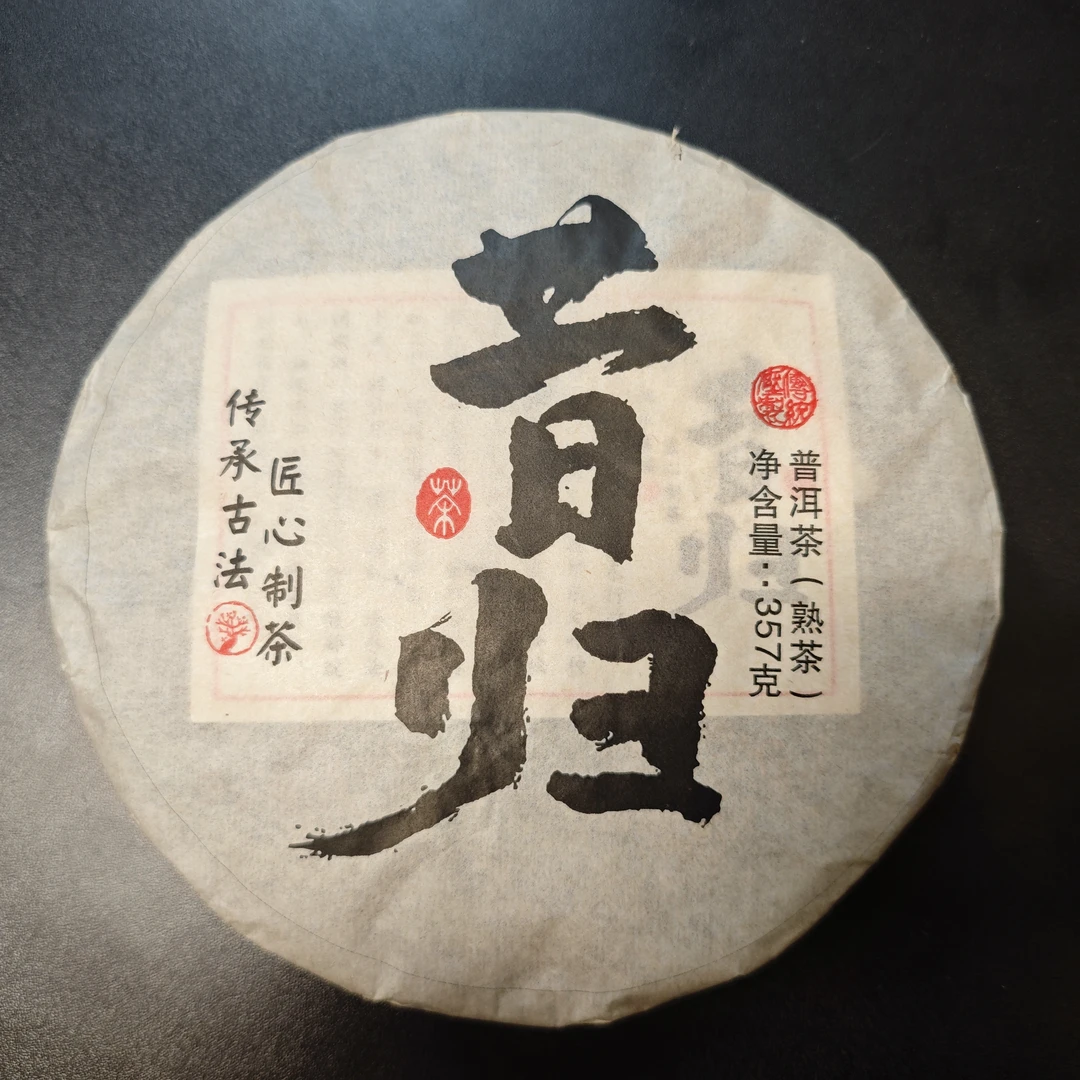 昔归
普洱茶（熟茶）
净含量：357克
茶
匠心制茶
传承古法